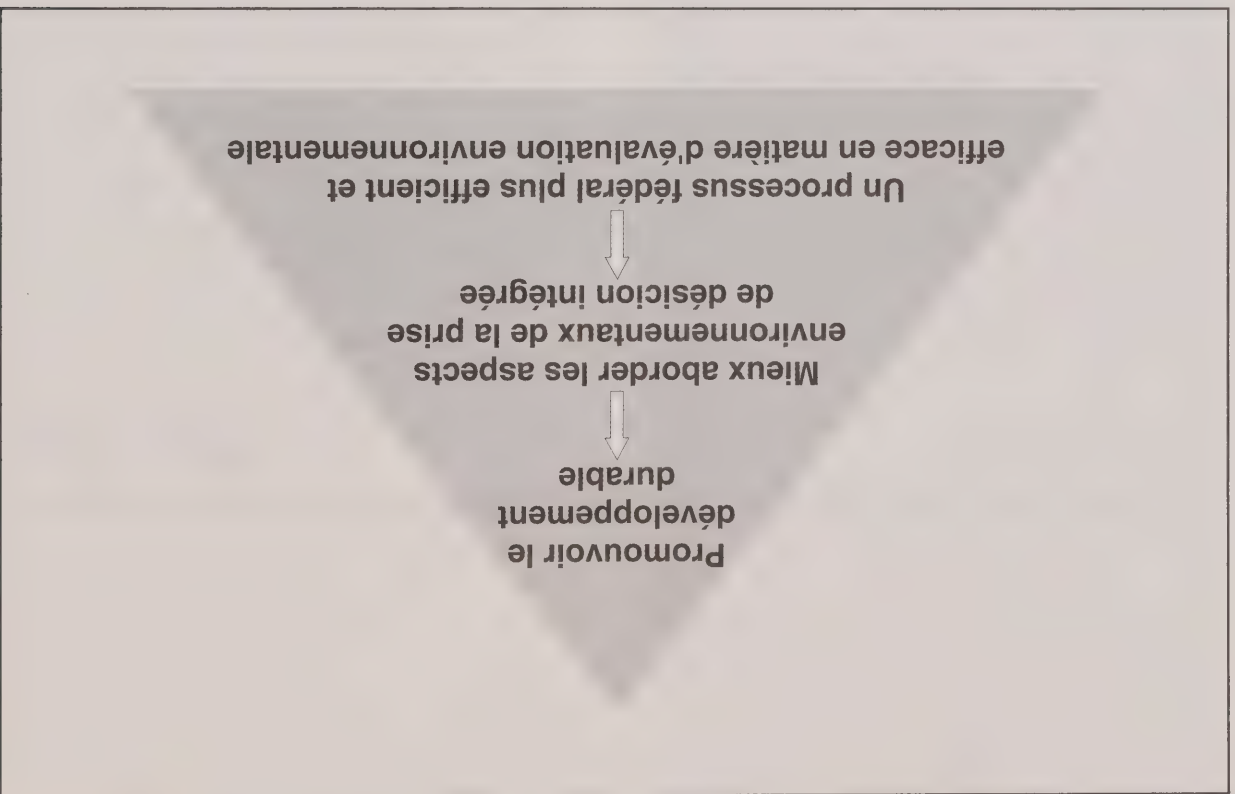 Promouvoir le
développement
durable
Mieux aborder les aspects
environnementaux de la prise
de désicion intégrée
Un processus fédéral plus efficient et
efficace en matière d'évaluation environnementale